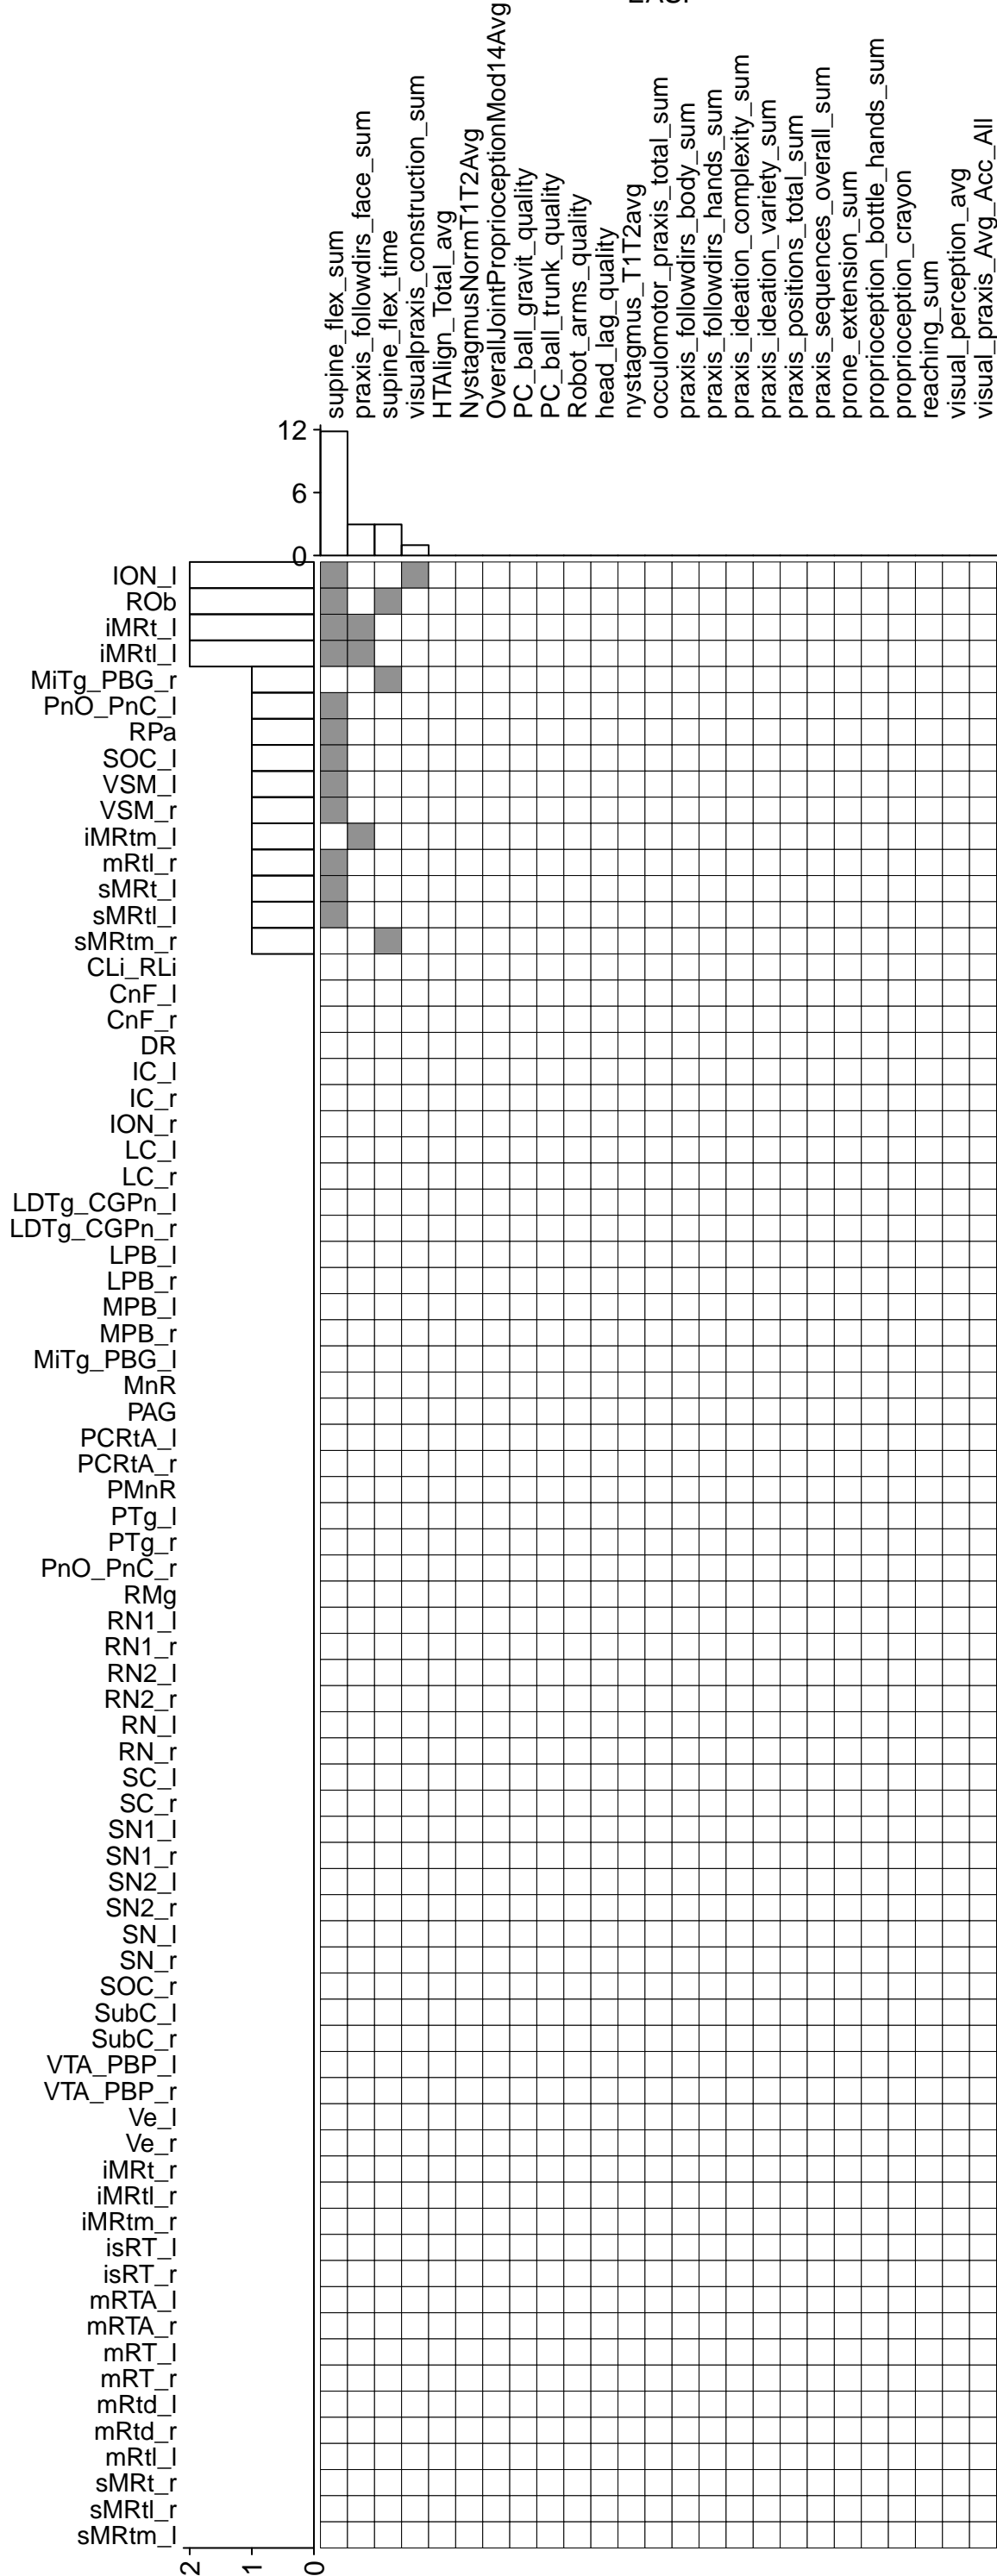 supine_flex_sum
praxis_followdirs_face_sum
supine_flex_time
visualpraxis_construction_sum
HTAlign_Total_avg
NystagmusNormT1T2Avg
OverallJointProprioceptionMod14Avg
PC_ball_gravit_quality
PC_ball_trunk_quality
Robot_arms_quality
head_lag_quality
nystagmus_T1T2avg
occulomotor_praxis_total_sum
praxis_followdirs_body_sum
praxis_followdirs_hands_sum
praxis_ideation_complexity_sum
praxis_ideation_variety_sum
praxis_positions_total_sum
praxis_sequences_overall_sum
prone_extension_sum
proprioception_bottle_hands_sum
proprioception_crayon
reaching_sum
visual_perception_avg
visual_praxis_Avg_Acc_All
12
6
0
ION_l
ROb
iMRt_l
iMRtl_l
MiTg_PBG_r
PnO_PnC_l
RPa
SOC_l
VSM_l
VSM_r
iMRtm_l
mRtl_r
sMRt_l
sMRtl_l
sMRtm_r
CLi_RLi
CnF_l
CnF_r
DR
IC_l
IC_r
ION_r
LC_l
LC_r
LDTg_CGPn_l
LDTg_CGPn_r
LPB_l
LPB_r
MPB_l
MPB_r
MiTg_PBG_l
MnR
PAG
PCRtA_l
PCRtA_r
PMnR
PTg_l
PTg_r
PnO_PnC_r
RMg
RN1_l
RN1_r
RN2_l
RN2_r
RN_l
RN_r
SC_l
SC_r
SN1_l
SN1_r
SN2_l
SN2_r
SN_l
SN_r
SOC_r
SubC_l
SubC_r
VTA_PBP_l
VTA_PBP_r
Ve_l
Ve_r
iMRt_r
iMRtl_r
iMRtm_r
isRT_l
isRT_r
mRTA_l
mRTA_r
mRT_l
mRT_r
mRtd_l
mRtd_r
mRtl_l
sMRt_r
sMRtl_r
sMRtm_l
2
1
0